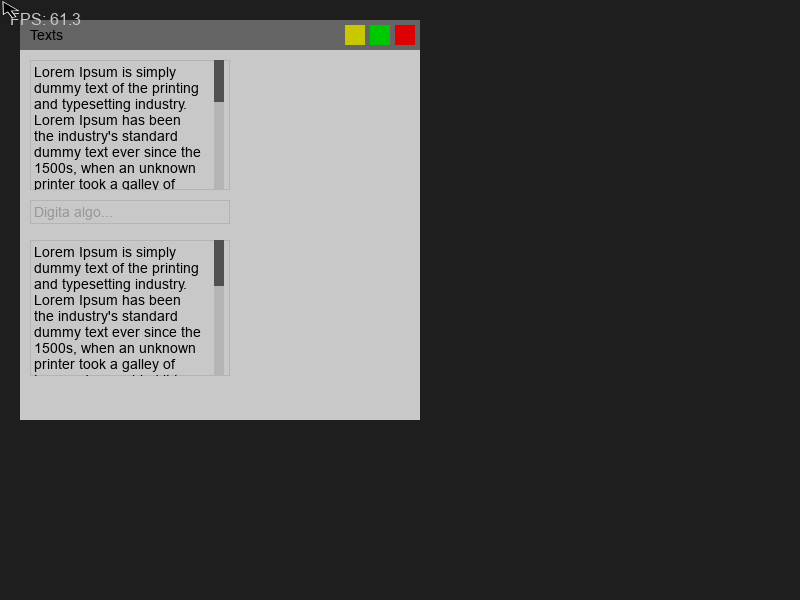 FPS: 61.3
Texts
Lorem Ipsum is simply
dummy text of the printing
and typesetting industry.
Lorem Ipsum has been
the industry's standard
dummy text ever since the
1500s, when an unknown
printer took a galley of
Digita algo...
Lorem Ipsum is simply
dummy text of the printing
and typesetting industry.
Lorem Ipsum has been
the industry's standard
dummy text ever since the
1500s, when an unknown
printer took a galley of